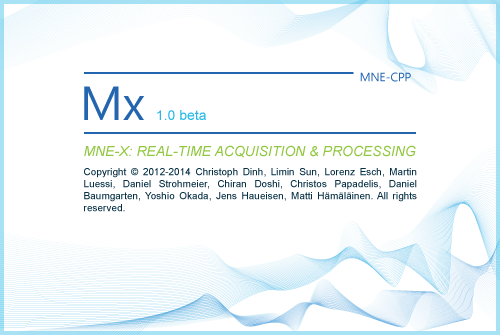 MNE-CPP
Mx 1.0 beta
MNE-X: REAL-TIME ACQUISITION & PROCESSING
Copyright © 2012-2014 Christoph Dinh, Limin Sun, Lorenz Esch, Martin
Luessi, Daniel Strohmeier, Chiran Doshi, Christos Papadelis, Daniel
Baumgarten, Yoshio Okada, Jens Haueisen, Matti Hämäläinen. All rights
reserved.